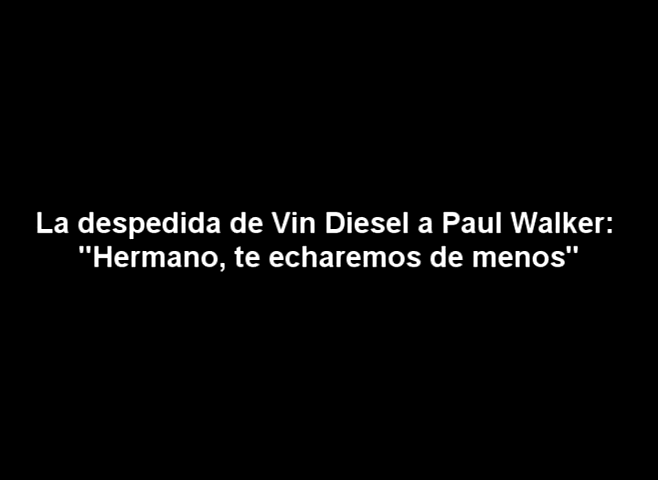 La despedida de Vin Diesel a Paul Walker:
"Hermano, te echaremos de menos"